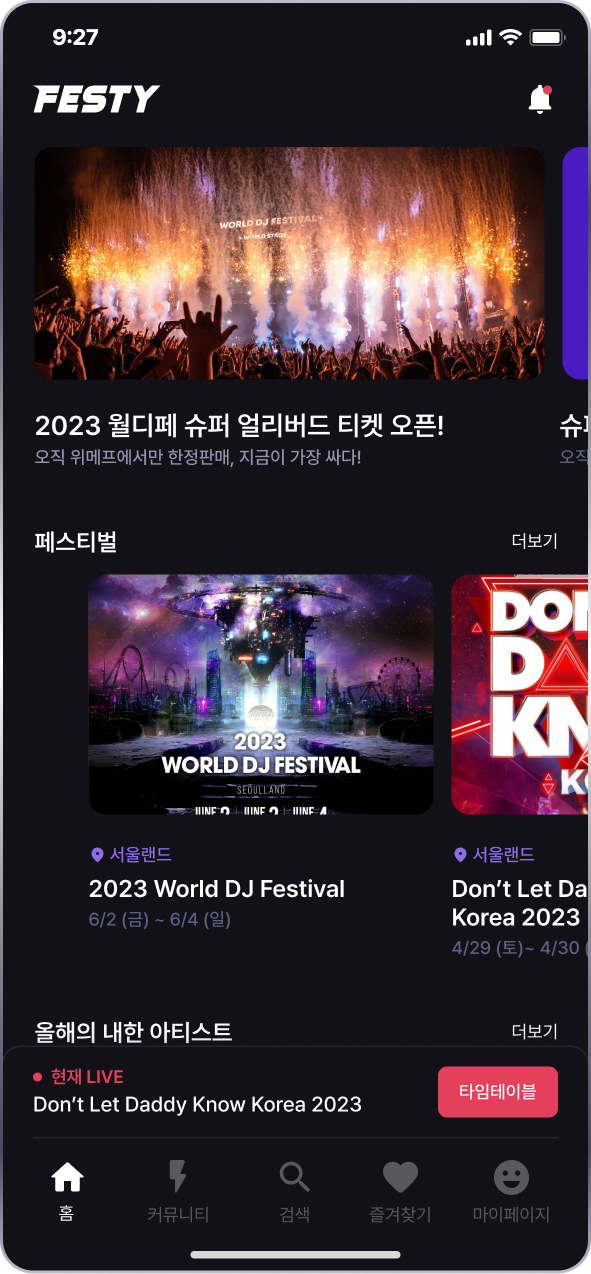 9:27
FESTY
WORLD DJ FESTIVAL
WORLD STAGE
2023 월디페 슈퍼 얼리버드 티켓 오픈!
오직 위메프에서만 한정판매, 지금이 가장 싸다!
슈
오직
페스티벌
더보기
2023
WORLD DJ FESTIVAL
SEOULLAND
JUNE 2 | JUNE 3 | JUNE 4
DON
DA
KN
Ko
서울랜드
2023 World DJ Festival
6/2 (금) ~ 6/4 (일)
서울랜드
Don’t Let Da
Korea 2023
4/29 (토)~ 4/30 (
올해의 내한 아티스트
더보기
현재 LIVE
Don’t Let Daddy Know Korea 2023
타임테이블
홈
커뮤니티
검색
즐겨찾기
마이페이지